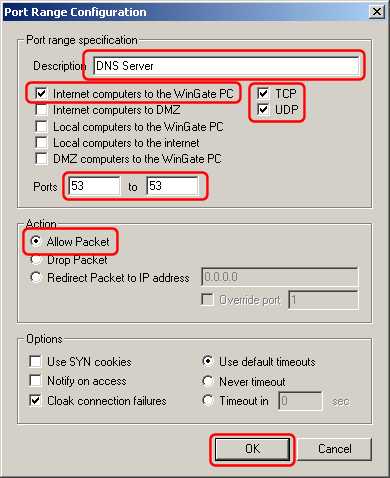 Port Range Configuration
Port range specification
Description DNS Server
Internet computers to the WinGate PC TCP
Internet computers to DMZ UDP
Local computers to the WinGate PC
Local computers to the internet
DMZ computers to the WinGate PC
Ports 53 to 53
Action
Allow Packet
Drop Packet
Redirect Packet to IP address 0.0.0.0
Override port 1
Options
Use SYN cookies Use default timeouts
Notify on access Never timeout
Cloak connection failures Timeout in 0 sec
OK Cancel